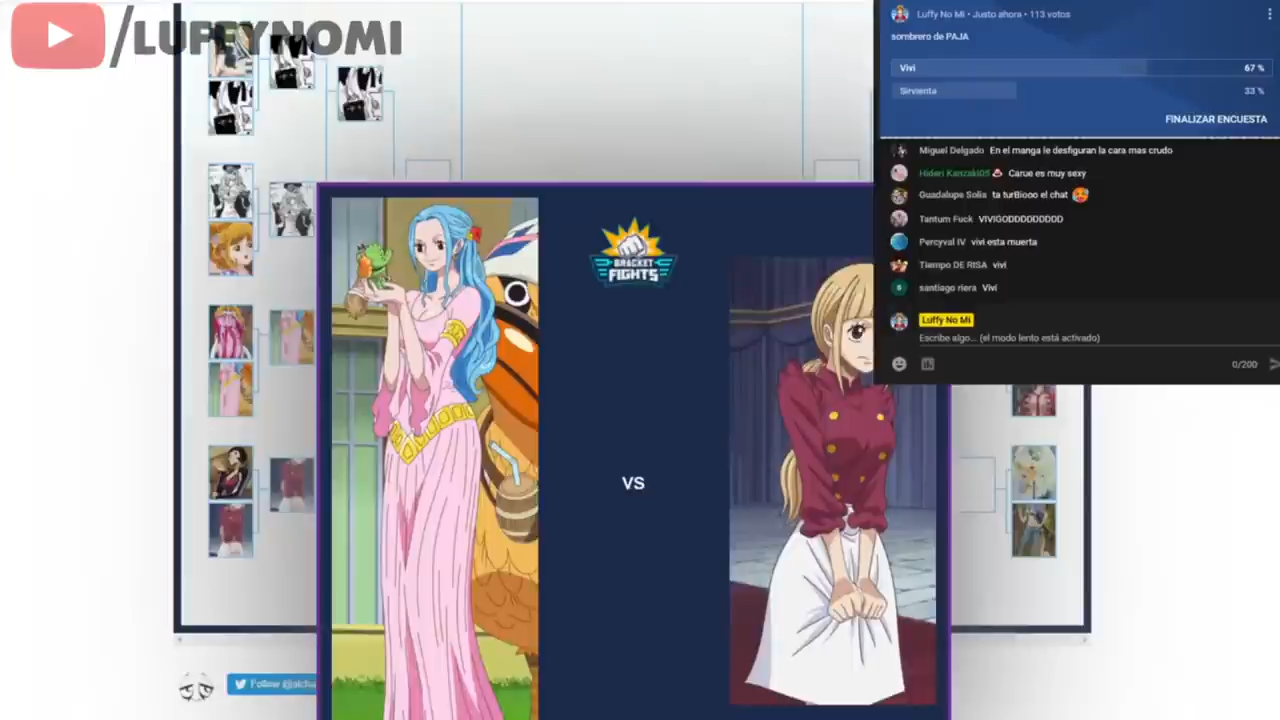 /LUFFYNOMI
Luffy No Mi • Justo ahora • 113 votos
sombrero de PAJA
Vivi 67 %
Sirvienta 33 %
FINALIZAR ENCUESTA
Miguel Delgado En el manga le desfiguran la cara mas crudo
Hideri Kanzaki05 Carue es muy sexy
Guadalupe Solis ta turBiooo el chat
Tantum Fuck VIVIGODDDDDDDDD
Percyval IV vivi esta muerta
Tiempo DE RISA vivi
santiago riera Vivi
Luffy No Mi
Escribe algo... (el modo lento está activado)
0/200
BRACKET
FIGHTS
VS
Follow